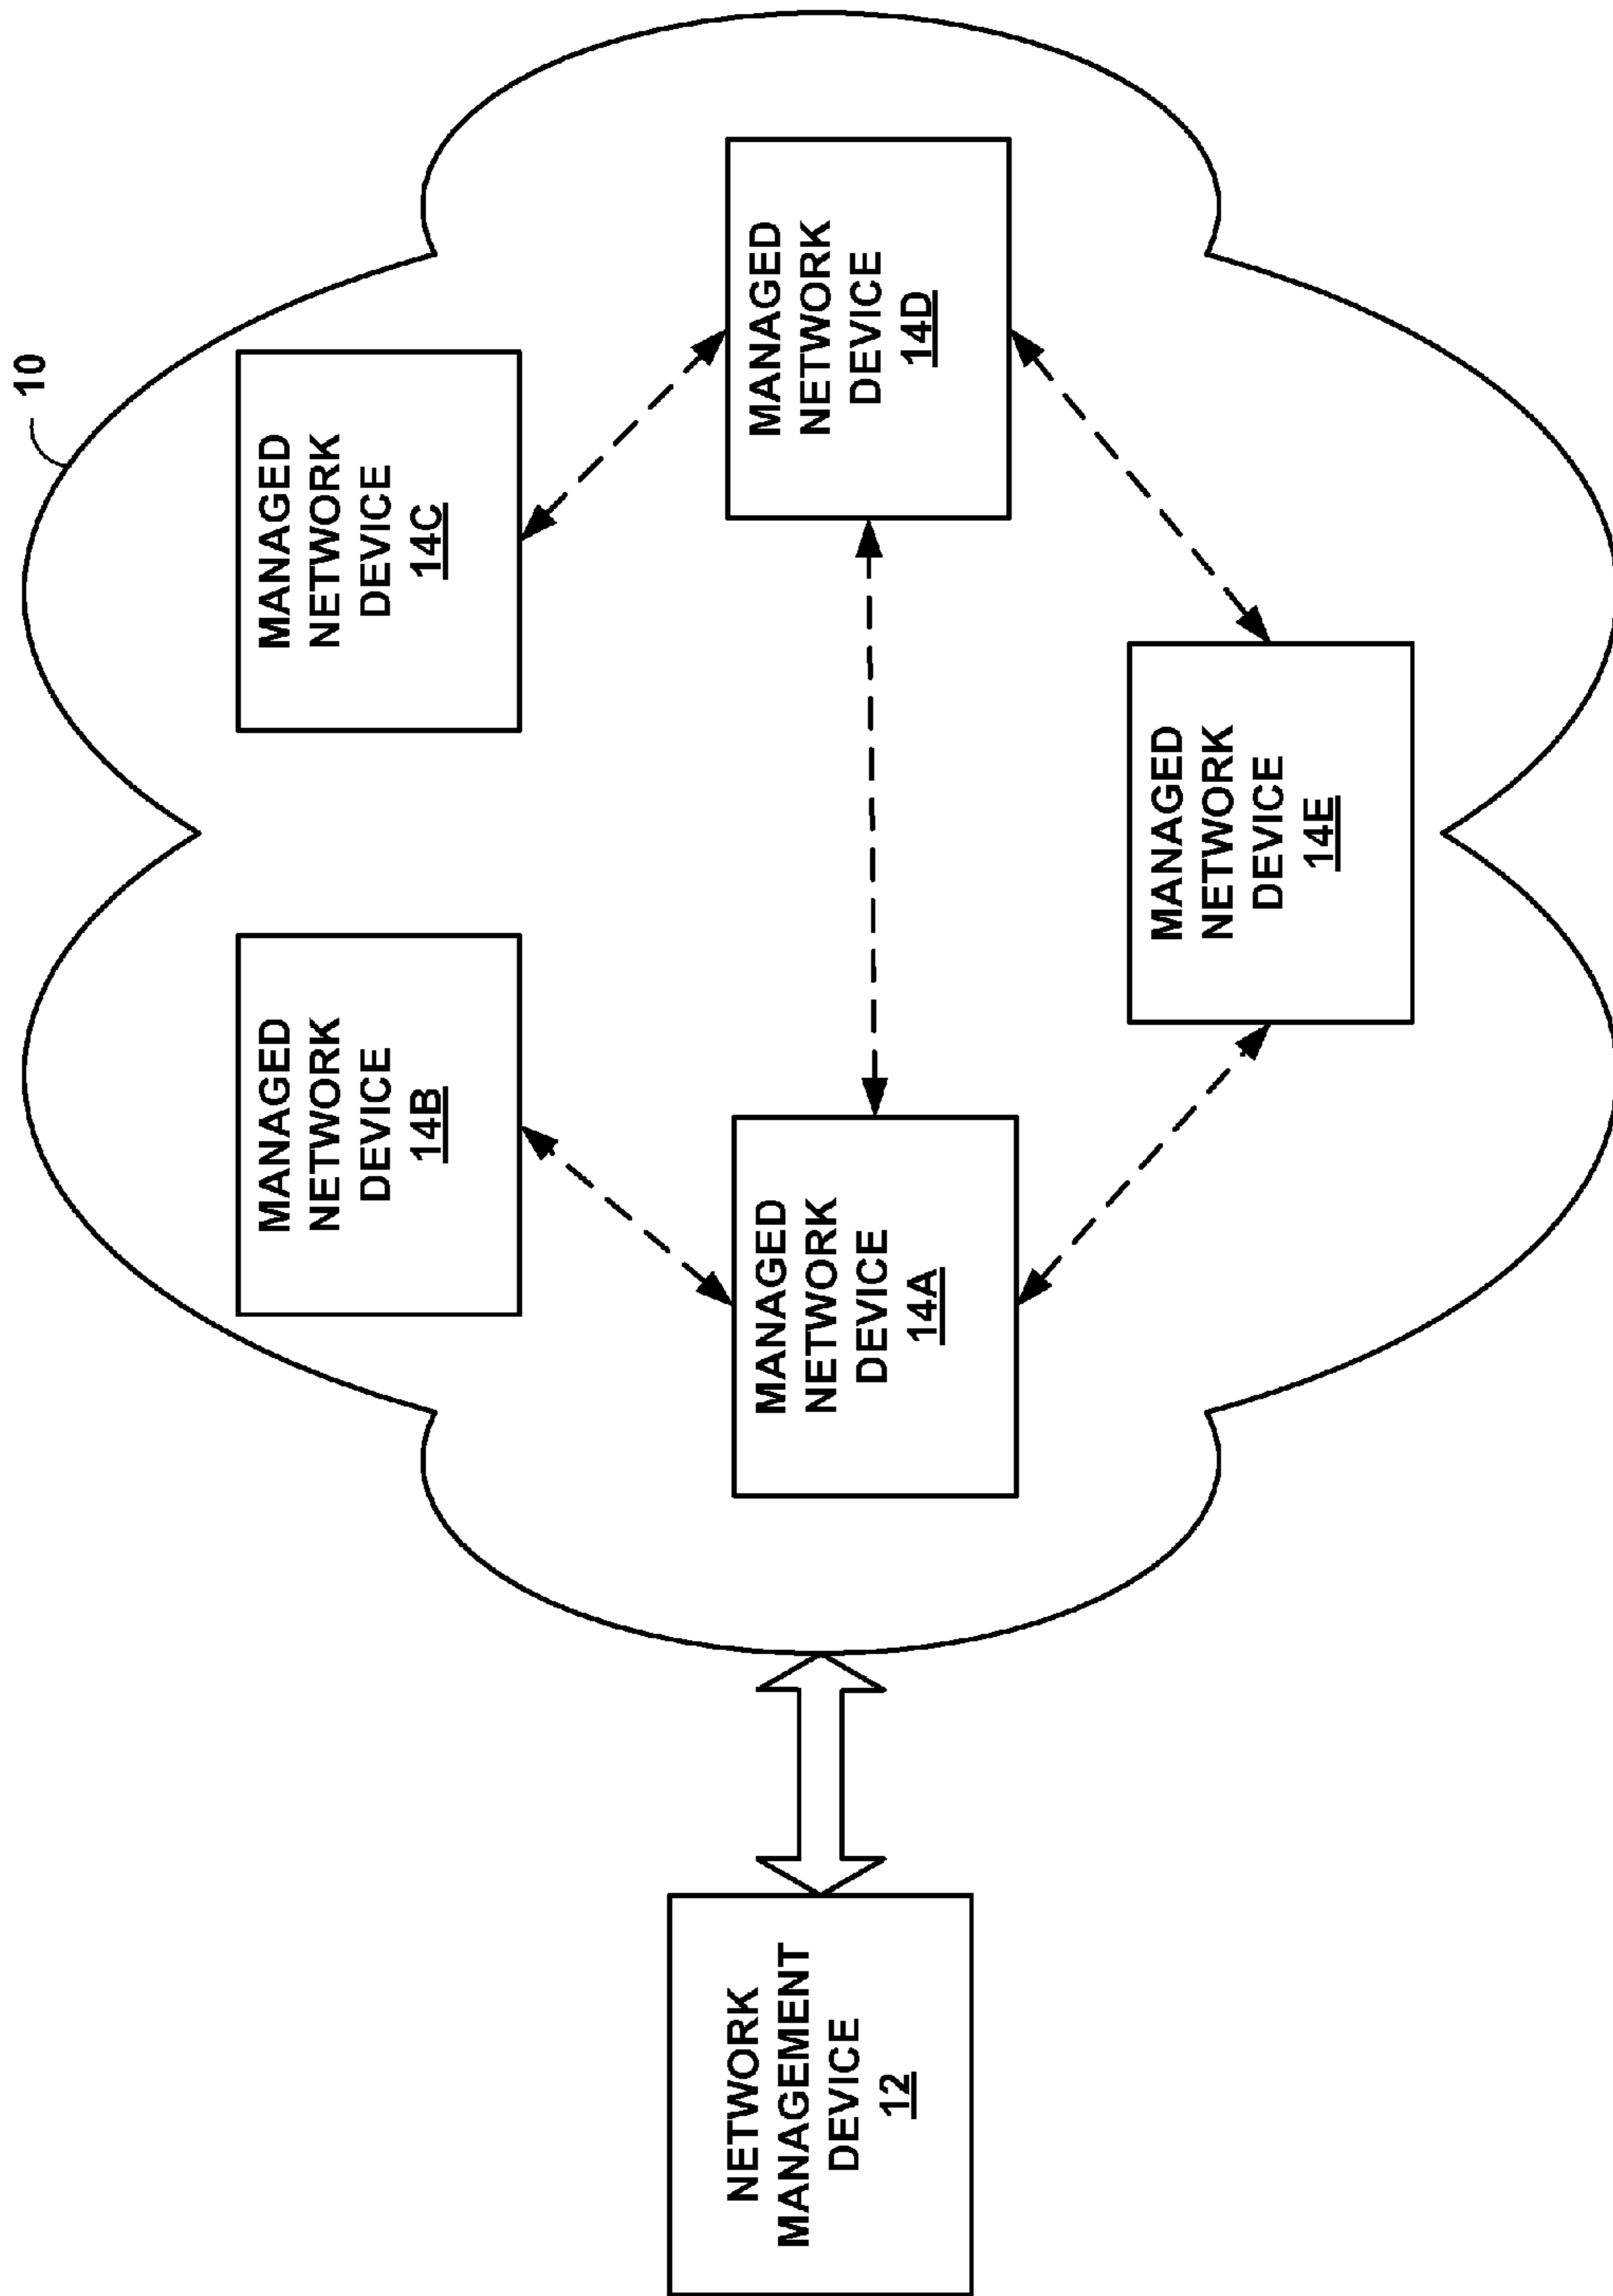 10
MANAGED
NETWORK
DEVICE
14B
MANAGED
NETWORK
DEVICE
14C
NETWORK
MANAGEMENT
DEVICE
12
MANAGED
NETWORK
DEVICE
14A
MANAGED
NETWORK
DEVICE
14D
MANAGED
NETWORK
DEVICE
14E